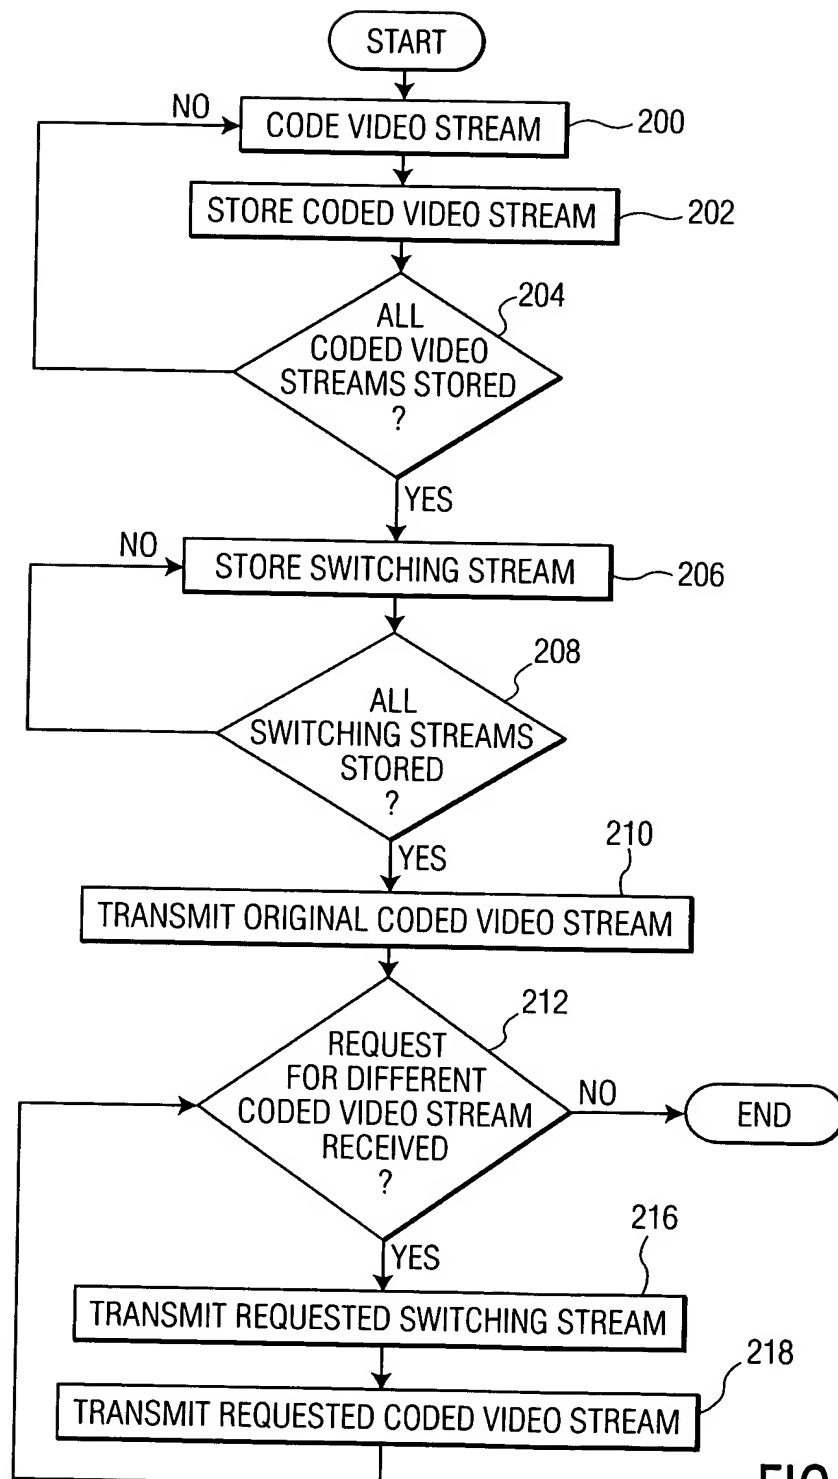 START
NO
CODE VIDEO STREAM
200
STORE CODED VIDEO STREAM
202
204
ALL
CODED VIDEO
STREAMS STORED
?
YES
NO
STORE SWITCHING STREAM
206
208
ALL
SWITCHING STREAMS
STORED
?
YES
210
TRANSMIT ORIGINAL CODED VIDEO STREAM
212
REQUEST
FOR DIFFERENT
CODED VIDEO STREAM
RECEIVED
?
NO
END
YES
216
TRANSMIT REQUESTED SWITCHING STREAM
218
TRANSMIT REQUESTED CODED VIDEO STREAM
FIG